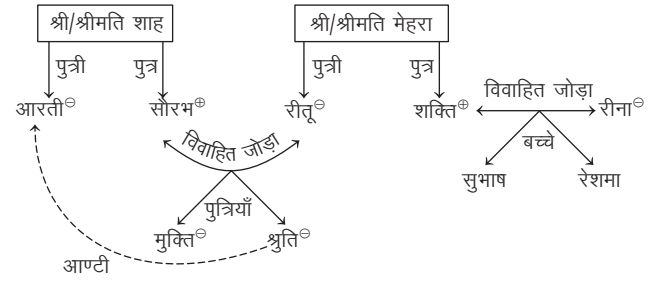 श्री/श्रीमति शाह श्री/श्रीमति मेहरा
पुत्री पुत्र पुत्री पुत्र
आरती⊖ सौरभ⊕ रीतू⊖ शक्ति⊕ विवाहित जोड़ा रीना⊖
विवाहित जोड़ा बच्चे
सुभाष रेशमा
पुत्रियाँ
मुक्ति⊖ श्रुति⊖
आण्टी